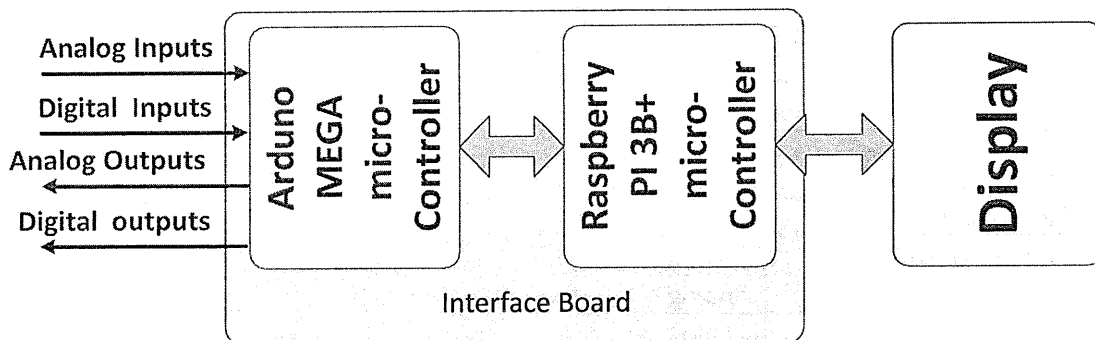 Analog Inputs
Digital Inputs
Analog Outputs
Digital outputs
Arduno
MEGA
micro-
Controller
Raspberry
PI 3B+
micro-
Controller
Display
Interface Board